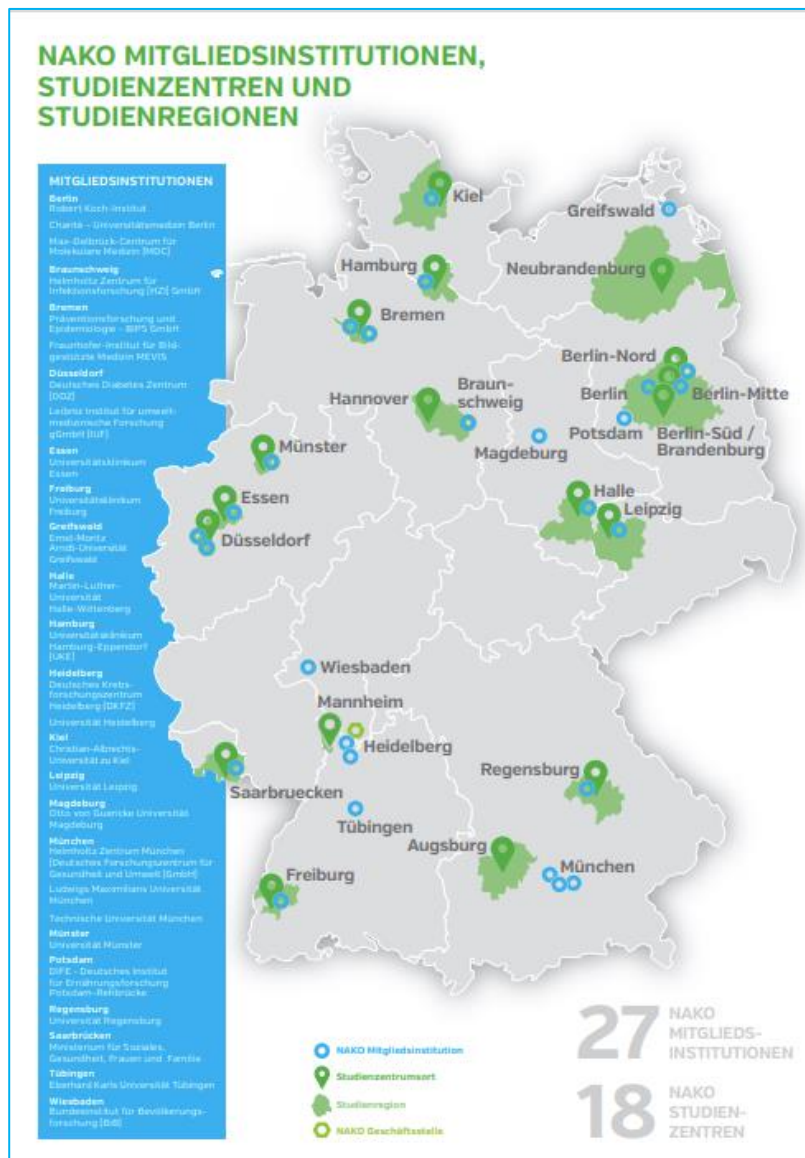 NAKO MITGLIEDSINSTITUTIONEN,
STUDIENZENTREN UND
STUDIENREGIONEN
MITGLIEDSINSTITUTIONEN
Berlin
Robert Koch-Institut
Charité - Universitätsmedizin Berlin
Max-Delbrück-Centrum für
Molekulare Medizin (MDC)
Braunschweig
Helmholtz Zentrum für
Infektionsforschung (HZI) GmbH
Bremen
Präventionsforschung und
Epidemiologie - BIPS GmbH
Fraunhofer-Institut für Bild-
gestützte Medizin MEVIS
Düsseldorf
Deutsches Diabetes Zentrum
(DDZ)
Leibniz Institut für umwelt-
medizinische Forschung
gGmbH (IUF)
Essen
Universitätsklinikum
Essen
Freiburg
Universitätsklinikum
Freiburg
Greifswald
Ernst-Moritz
Arndt-Universität
Greifswald
Halle
Martin-Luther-
Universität
Halle-Wittenberg
Hamburg
Universitätsklinikum
Hamburg-Eppendorf
(UKE)
Heidelberg
Deutsches Krebs-
forschungszentrum
Heidelberg (DKFZ)
Universität Heidelberg
Kiel
Christian-Albrechts-
Universität zu Kiel
Leipzig
Universität Leipzig
Magdeburg
Otto von Guericke Universität
Magdeburg
München
Helmholtz Zentrum München
(Deutsches Forschungszentrum für
Gesundheit und Umwelt (GmbH)
Ludwigs Maximilians Universität
München
Technische Universität München
Münster
Universität Münster
Potsdam
DIFE - Deutsches Institut
für Ernährungsforschung
Potsdam-Rehbrücke
Regensburg
Universität Regensburg
Saarbrücken
Ministerium für Soziales,
Gesundheit, Frauen und Familie
Tübingen
Eberhard Karls Universität Tübingen
Wiesbaden
Bundesinstitut für Bevölkerungs-
forschung (BiB)
Kiel
Greifswald
Hamburg
Neubrandenburg
Bremen
Berlin-Nord
Hannover
Braun-
schweig
Berlin
Berlin-Mitte
Magdeburg
Potsdam
Berlin-Süd /
Brandenburg
Münster
Essen
Halle
Leipzig
Düsseldorf
Wiesbaden
Mannheim
Heidelberg
Regensburg
Saarbruecken
Tübingen
Augsburg
München
Freiburg
NAKO Mitgliedsinstitution
Studienzentrumsort
Studienregion
NAKO Geschäftsstelle
27 NAKO
MITGLIEDS-
INSTITUTIONEN
18 NAKO
STUDIEN-
ZENTREN